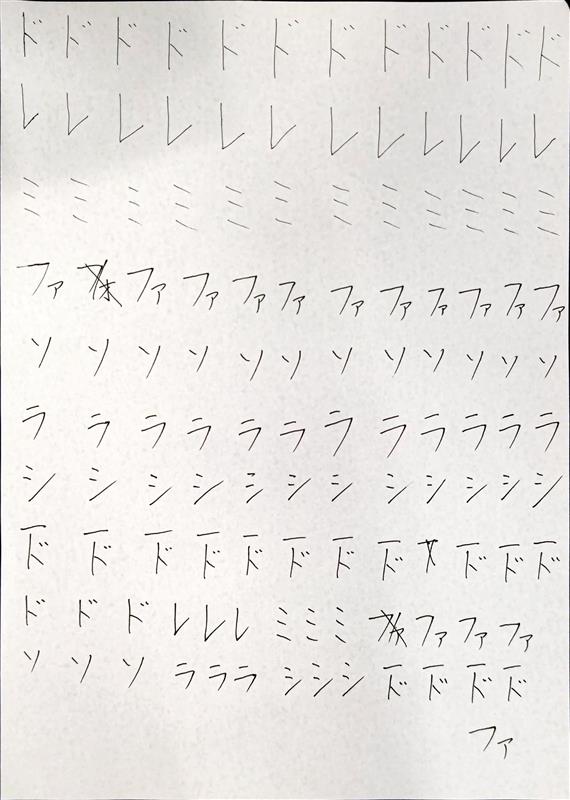 ド ド ド ド ド ド ド ド ド ド ド ド
レ レ レ レ レ レ レ レ レ レ レ レ
ミ ミ ミ ミ ミ ミ ミ ミ ミ ミ ミ ミ
ファ ファ ファ ファ ファ ファ ファ ファ ファ ファ ファ
ソ ソ ソ ソ ソ ソ ソ ソ ソ ソ ソ ソ
ラ ラ ラ ラ ラ ラ ラ ラ ラ ラ ラ ラ
シ シ シ シ シ シ シ シ シ シ シ シ
ド̅ ド̅ ド̅ ド̅ ド̅ ド̅ ド̅ ド̅ ド̅ ド̅ ド̅
ド ド ド レ レ レ ミ ミ ミ ファ ファ ファ
ソ ソ ソ ラ ラ ラ シ シ シ ド̅ ド̅ ド̅ ド̅
ファ